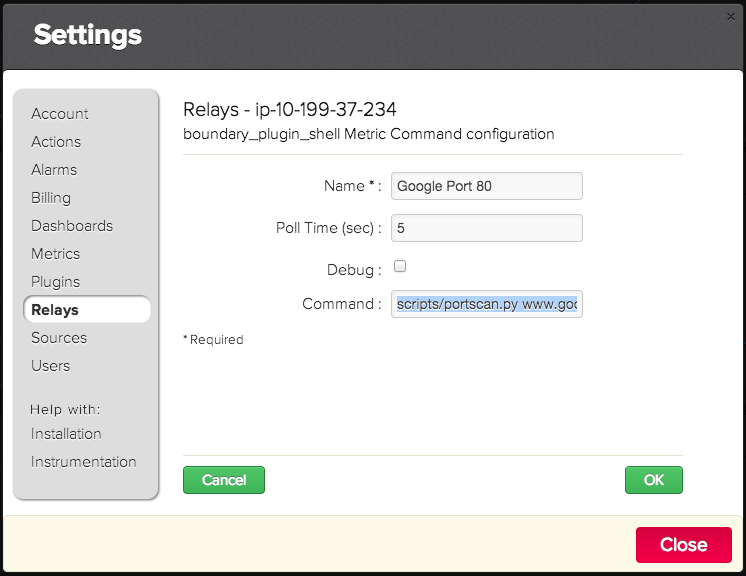 Settings
Account
Actions
Alarms
Billing
Dashboards
Metrics
Plugins
Relays
Sources
Users
Help with:
Installation
Instrumentation
Relays - ip-10-199-37-234
boundary_plugin_shell Metric Command configuration
Name * : Google Port 80
Poll Time (sec) : 5
Debug :
Command : scripts/portscan.py
* Required
Cancel OK
Close